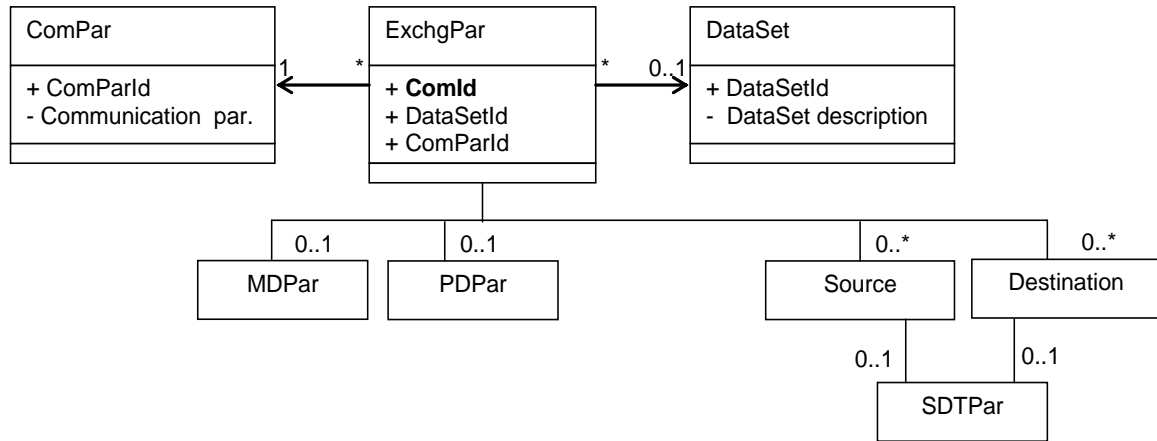 ComPar
+ ComParId
- Communication par.
1
*
ExchgPar
+ ComId
+ DataSetId
+ ComParId
*
0..1
DataSet
+ DataSetId
- DataSet description
0..1
0..1
0..*
0..*
MDPar
PDPar
Source
Destination
0..1
0..1
SDTPar